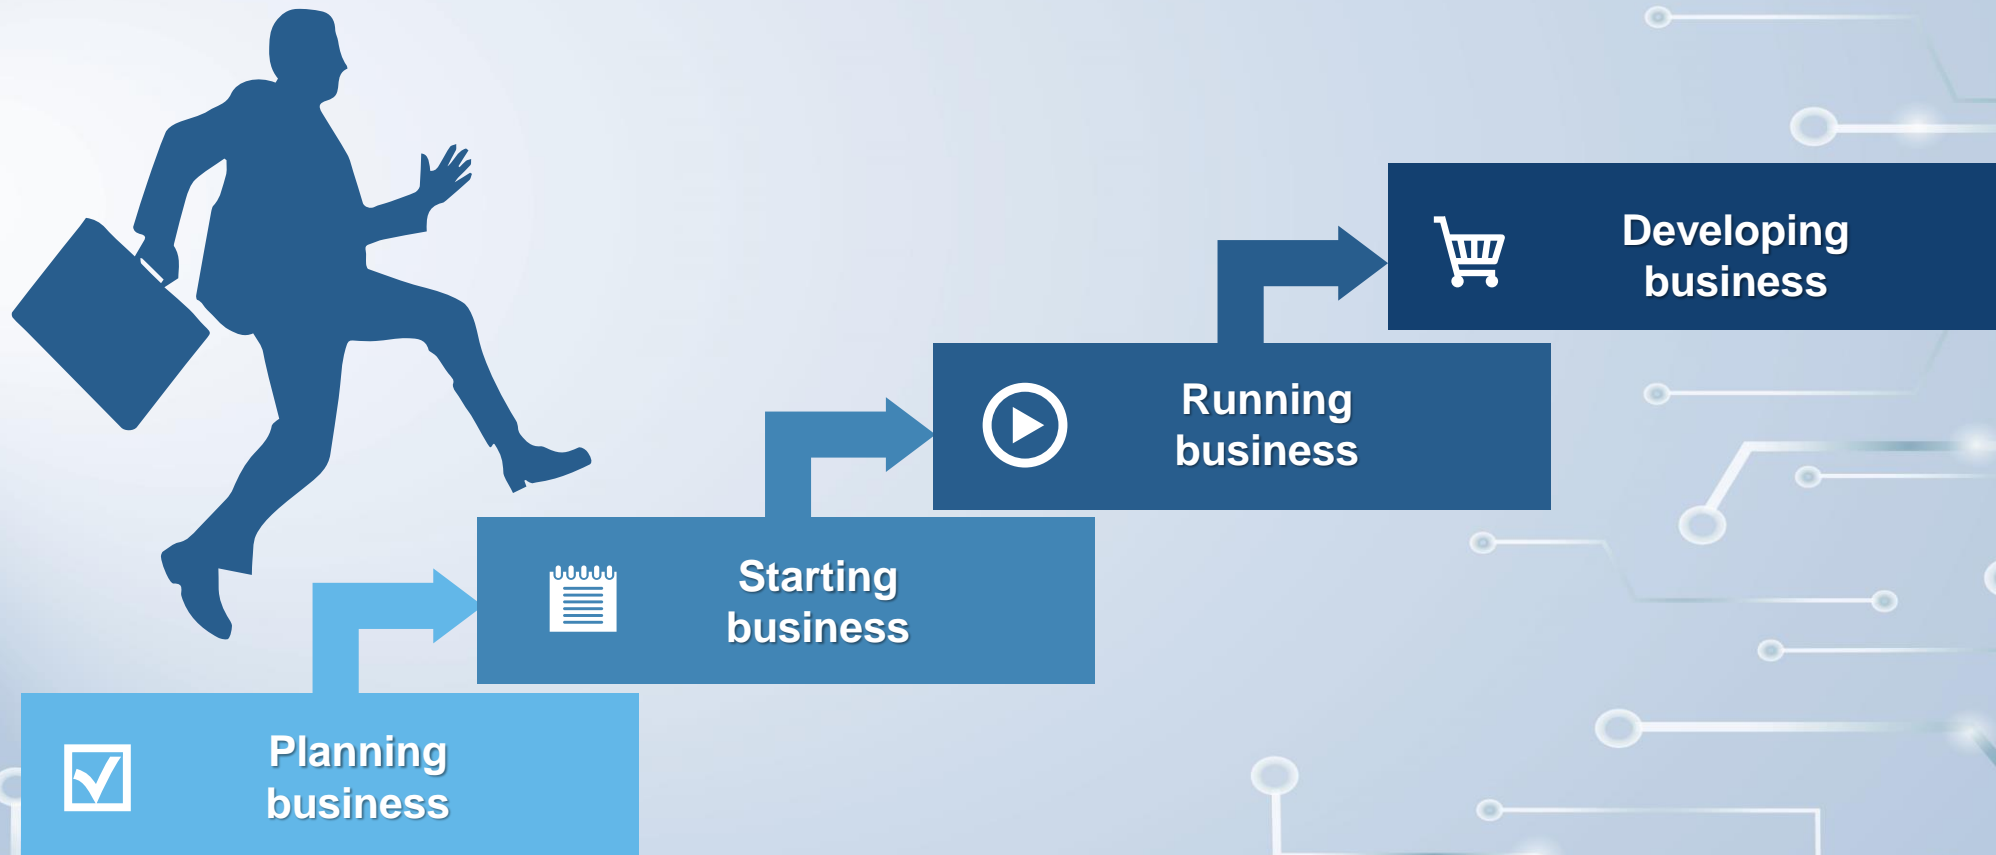 Developing
business
Running
business
Starting
business
Planning
business